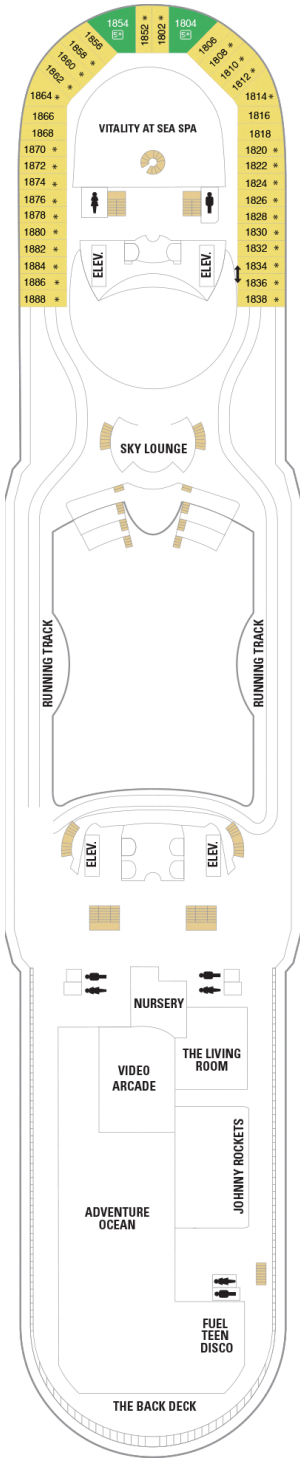 1854
1852 *
1802 *
1804
5*
5*
1856
1858 *
1860 *
1862 *
1806
1808 *
1810 *
1812 *
1864 *
1866
1868
1870 *
1872 *
1874 *
1876 *
1878 *
1880 *
1882 *
1884 *
1886 *
1888 *
1814 *
1816
1818
1820 *
1822 *
1824 *
1826 *
1828 *
1830 *
1832 *
1834 *
1836 *
1838 *
VITALITY AT SEA SPA
ELEV.
ELEV.
SKY LOUNGE
RUNNING TRACK
RUNNING TRACK
ELEV.
ELEV.
NURSERY
VIDEO
ARCADE
THE LIVING
ROOM
JOHNNY ROCKETS
ADVENTURE
OCEAN
FUEL
TEEN
DISCO
THE BACK DECK